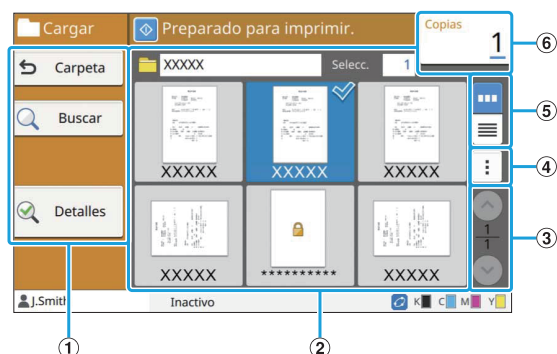 Cargar
Preparado para imprimir.
Copias
1
6
Carpeta
XXXXX
Selecc.
1
5
Buscar
XXXXX XXXXX XXXXX
4
Detalles
1
1
3
XXXXX ********** XXXXX
J.Smith
Inactivo
K C M Y
1
2